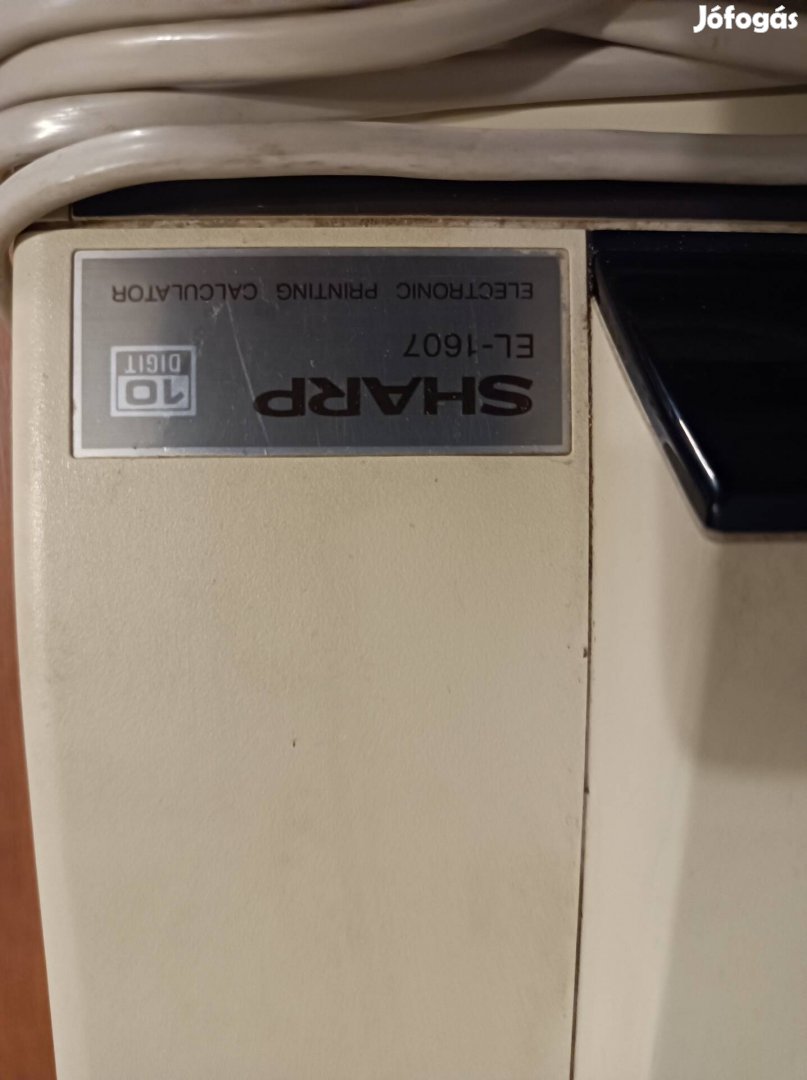 Jófogás
SHARP
EL-1607
10
DIGIT
ELECTRONIC PRINTING CALCULATOR